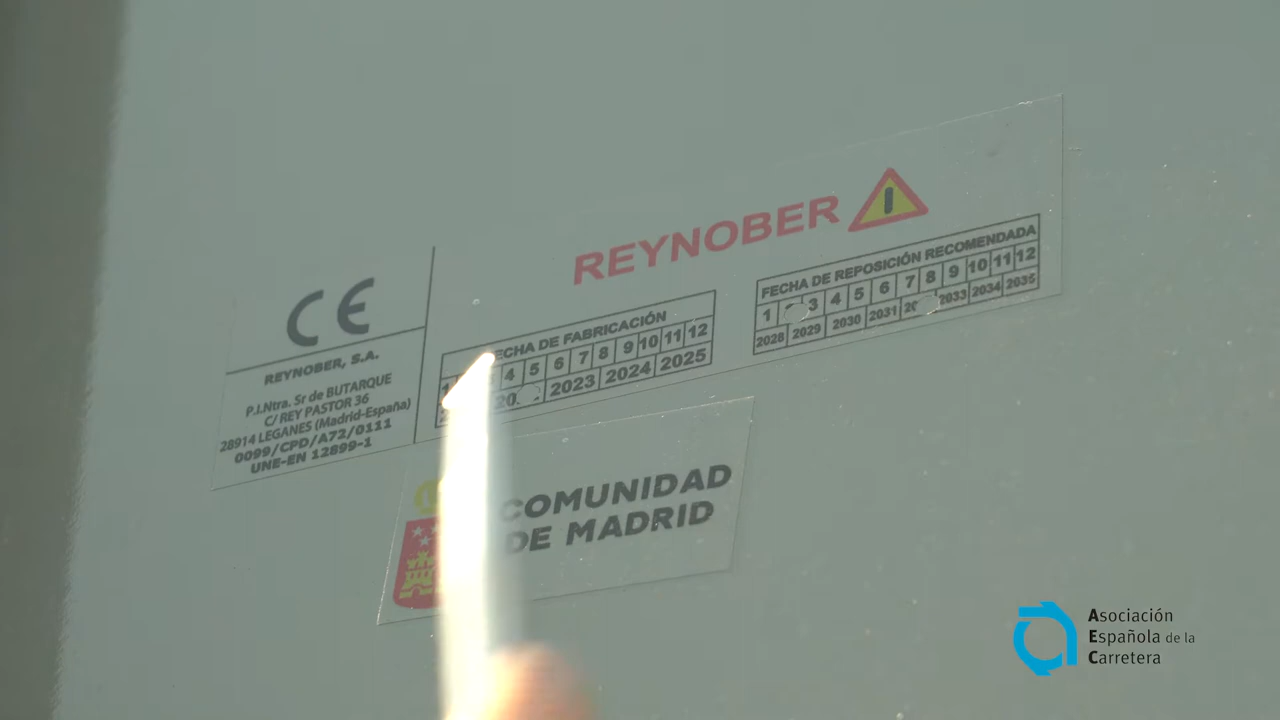 CE
REYNOBER, S.A.
P.I.Ntra. Sr de BUTARQUE
C/ REY PASTOR 36
28914 LEGANES (Madrid-España)
0099/CPD/A72/0111
UNE-EN 12899-1
REYNOBER
ECHA DE FABRICACIÓN
4 5 6 7 8 9 10 11 12
2023 2024 2025
FECHA DE REPOSICIÓN RECOMENDADA
1 3 4 5 6 7 8 9 10 11 12
2028 2029 2030 2031 2033 2034 2035
COMUNIDAD
DE MADRID
Asociación
Española de la
Carretera